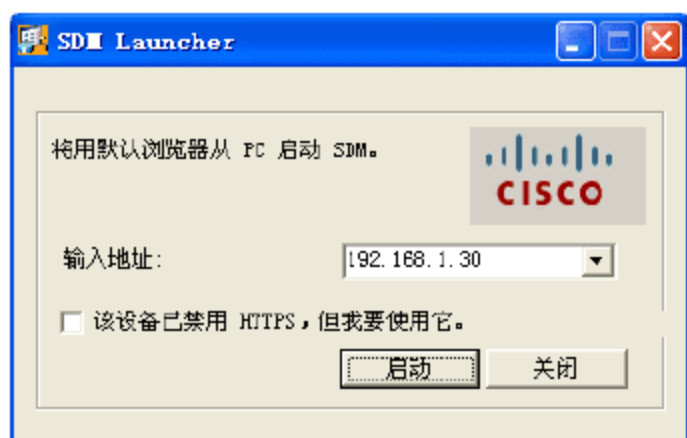 SDM Launcher
将用默认浏览器从 PC 启动 SDM。
CISCO
输入地址:
192.168.1.30
该设备已禁用 HTTPS,但我要使用它。
启动
关闭